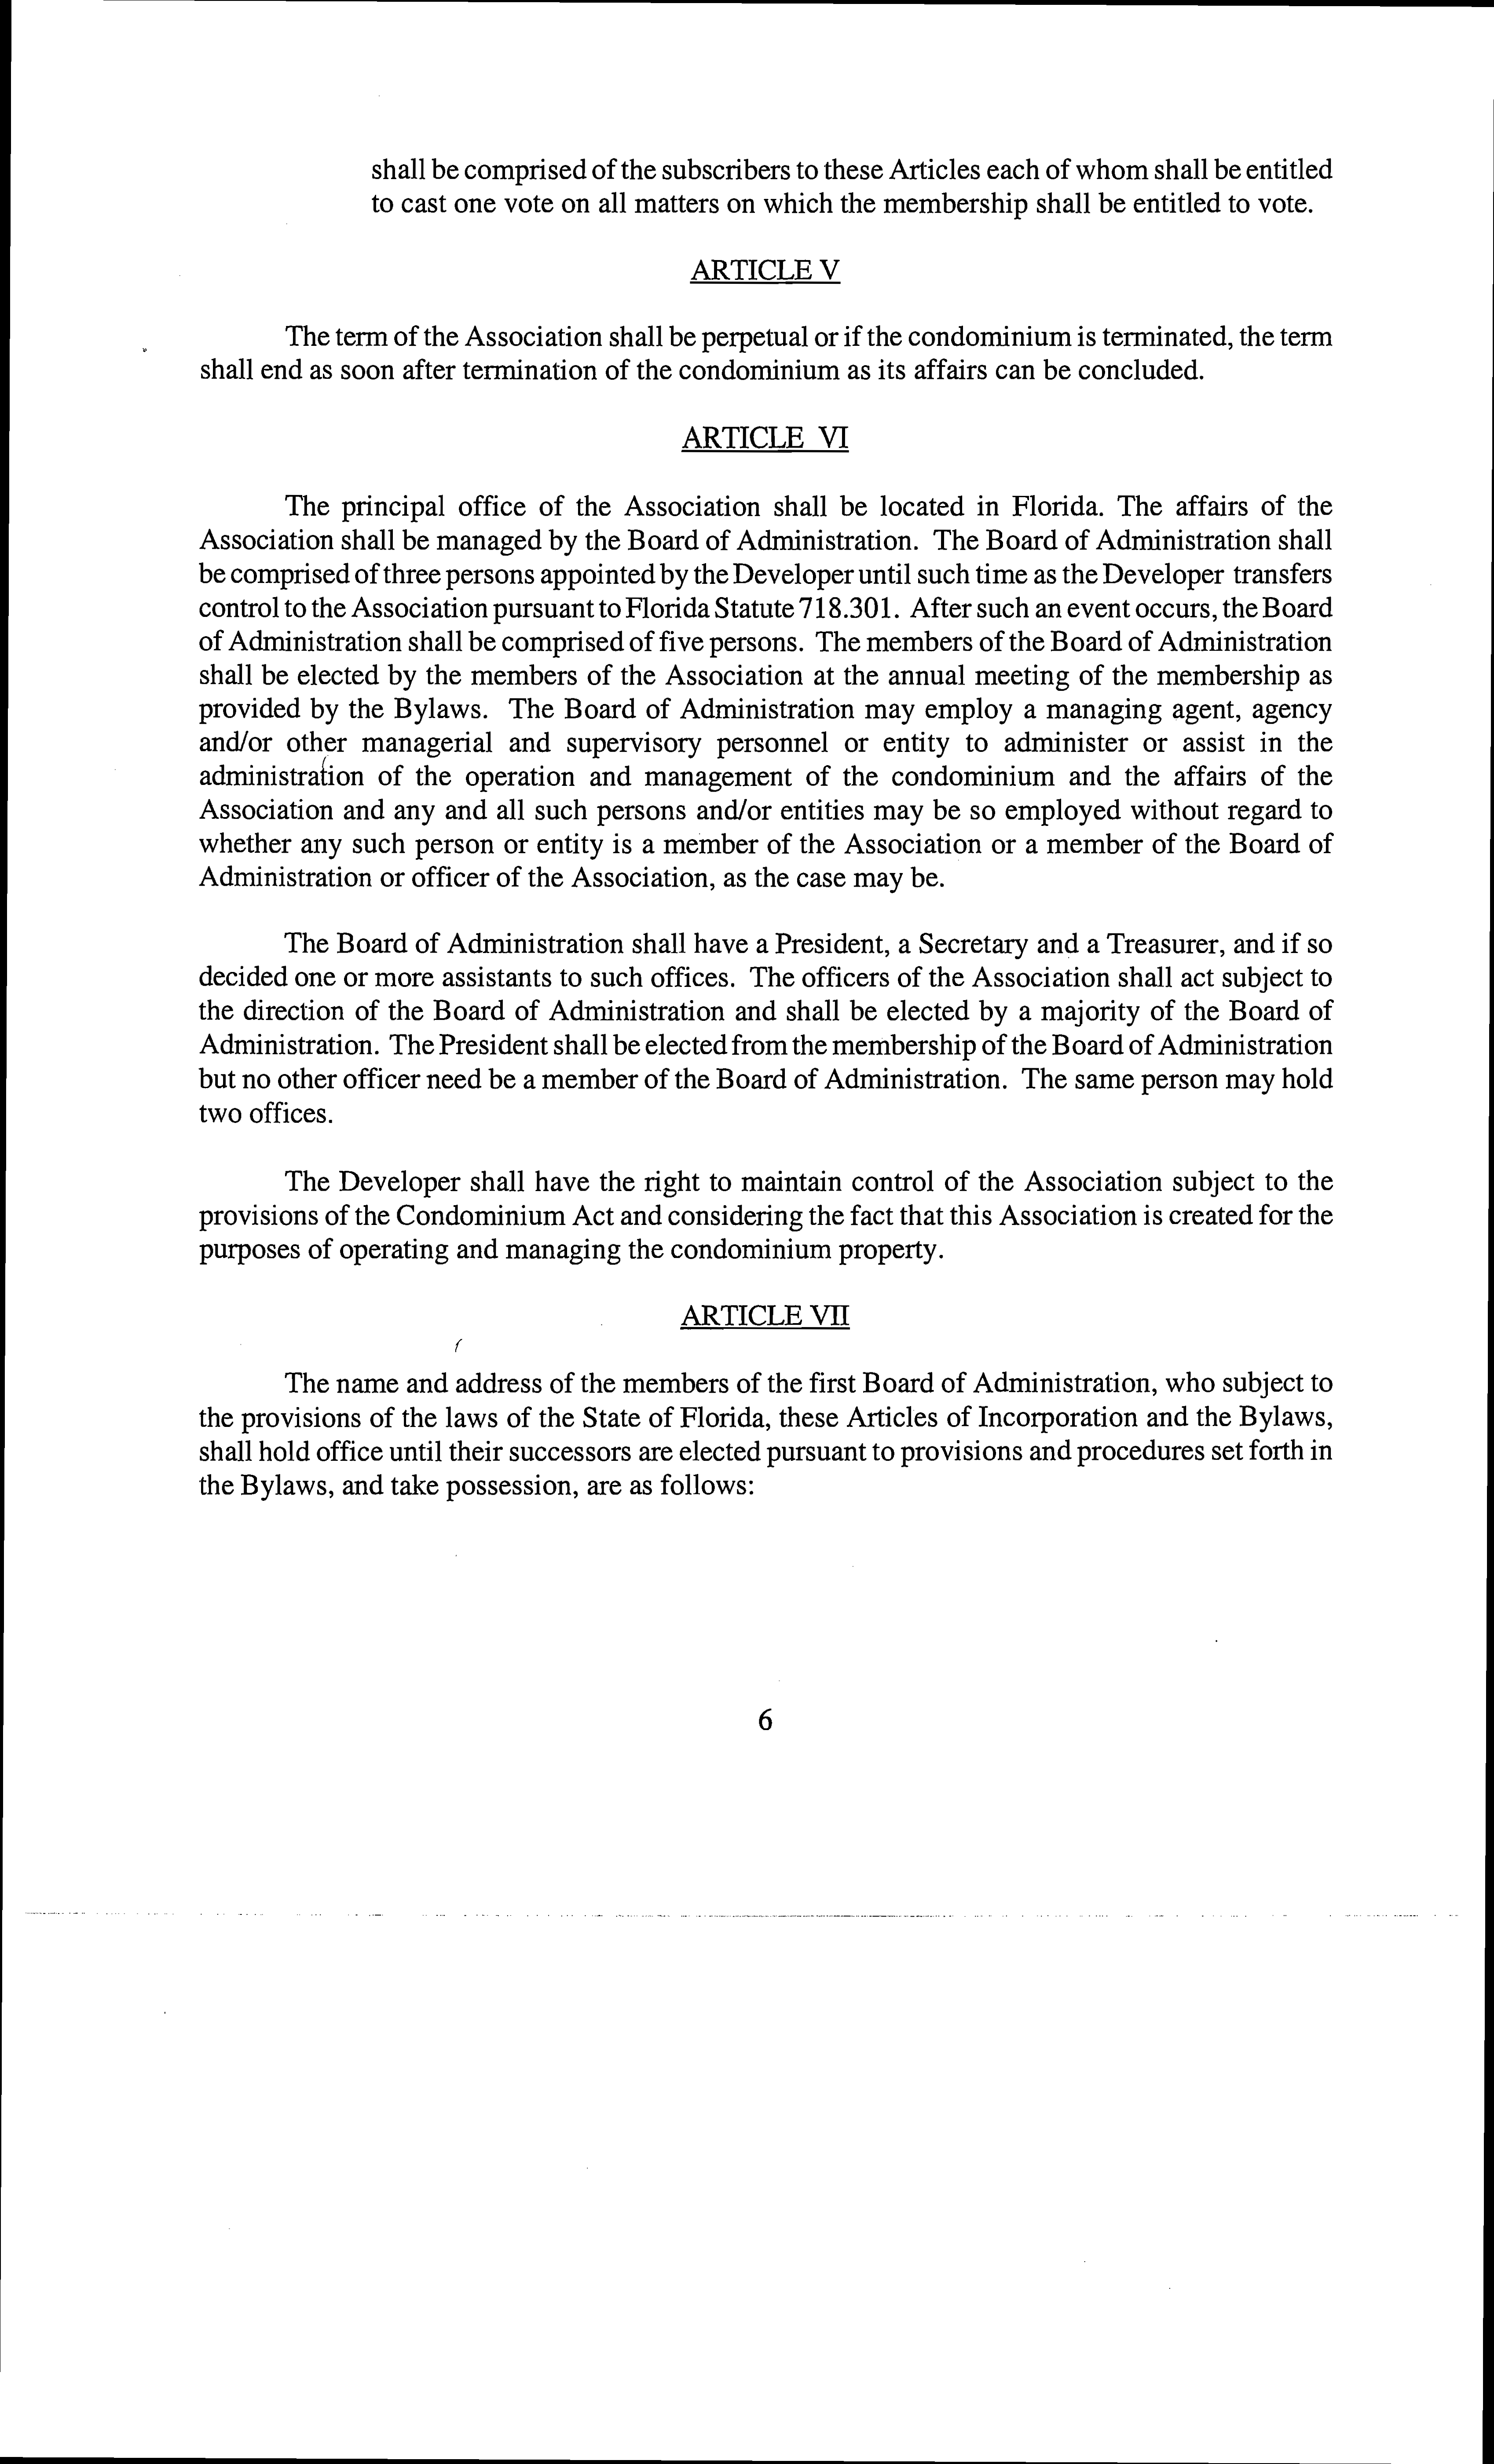 shall be comprised of the subscribers to these Articles each of whom shall be entitled
to cast one vote on all matters on which the membership shall be entitled to vote.
ARTICLE V
The term of the Association shall be perpetual or if the condominium is terminated, the term
shall end as soon after termination of the condominium as its affairs can be concluded.
ARTICLE VI
The principal office of the Association shall be located in Florida. The affairs of the
Association shall be managed by the Board of Administration. The Board of Administration shall
be comprised of three persons appointed by the Developer until such time as the Developer transfers
control to the Association pursuant to Florida Statute 718.301. After such an event occurs, the Board
of Administration shall be comprised of five persons. The members of the Board of Administration
shall be elected by the members of the Association at the annual meeting of the membership as
provided by the Bylaws. The Board of Administration may employ a managing agent, agency
and/or other managerial and supervisory personnel or entity to administer or assist in the
administration of the operation and management of the condominium and the affairs of the
Association and any and all such persons and/or entities may be so employed without regard to
whether any such person or entity is a member of the Association or a member of the Board of
Administration or officer of the Association, as the case may be.
The Board of Administration shall have a President, a Secretary and a Treasurer, and if so
decided one or more assistants to such offices. The officers of the Association shall act subject to
the direction of the Board of Administration and shall be elected by a majority of the Board of
Administration. The President shall be elected from the membership of the Board of Administration
but no other officer need be a member of the Board of Administration. The same person may hold
two offices.
The Developer shall have the right to maintain control of the Association subject to the
provisions of the Condominium Act and considering the fact that this Association is created for the
purposes of operating and managing the condominium property.
ARTICLE VII
The name and address of the members of the first Board of Administration, who subject to
the provisions of the laws of the State of Florida, these Articles of Incorporation and the Bylaws,
shall hold office until their successors are elected pursuant to provisions and procedures set forth in
the Bylaws, and take possession, are as follows:
6